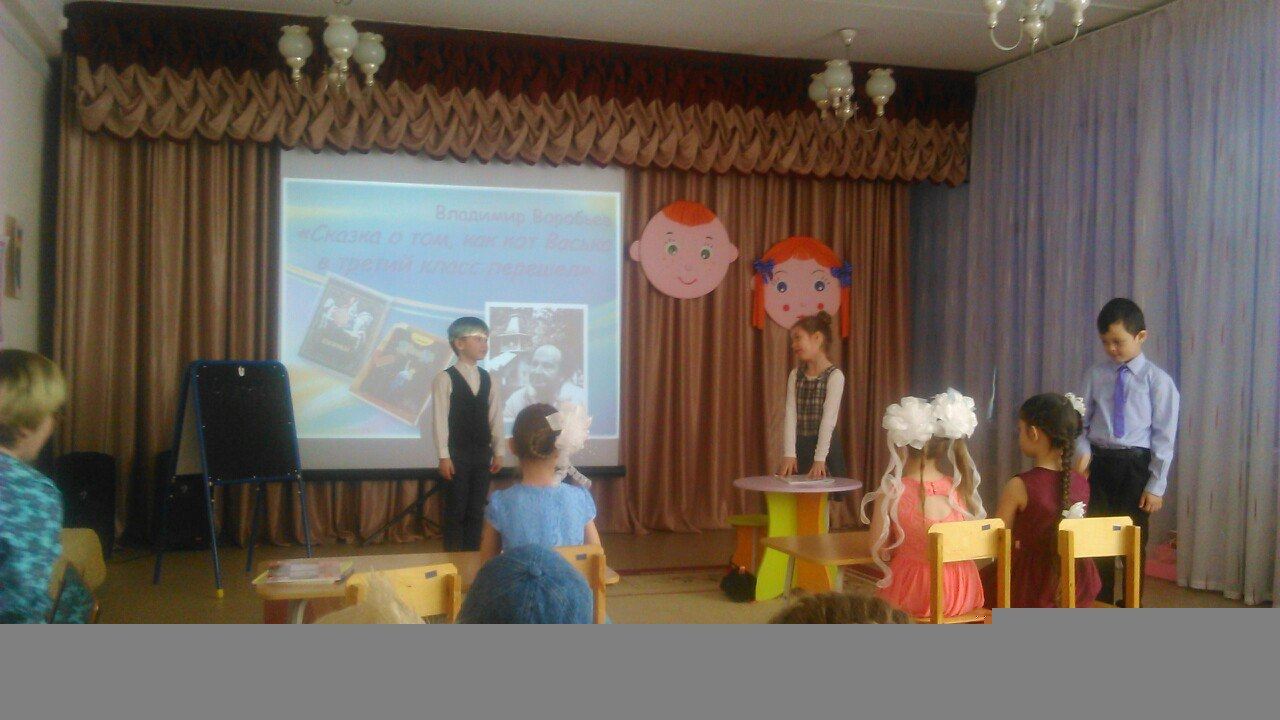 Владимир Воробьев
«Сказка о том, как кот Васька
в третий класс перешел».